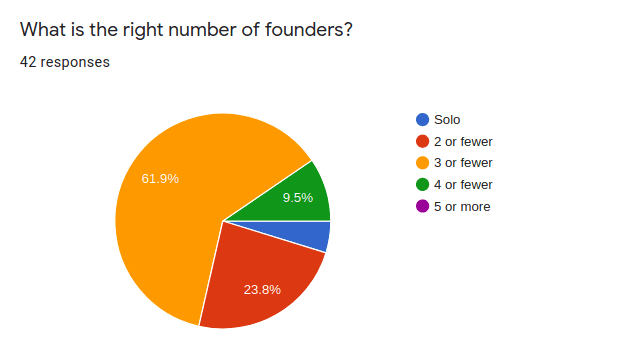 What is the right number of founders?
42 responses
61.9%
9.5%
23.8%
Solo
2 or fewer
3 or fewer
4 or fewer
5 or more